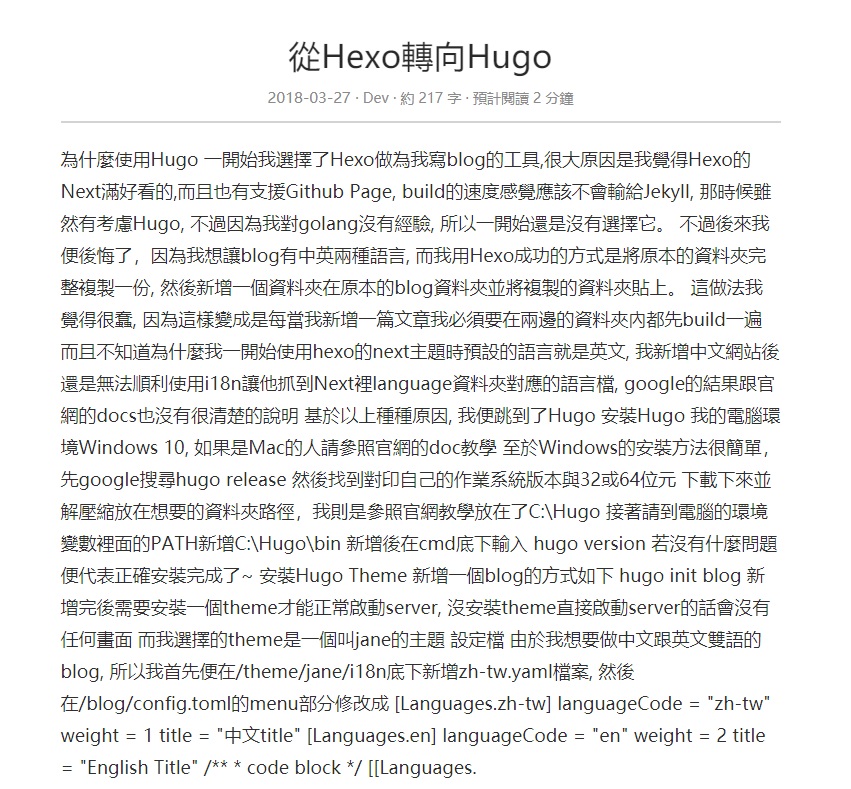 從Hexo轉向Hugo
2018-03-27 · Dev · 約 217 字 · 預計閱讀 2 分鐘
為什麼使用Hugo 一開始我選擇了Hexo做為我寫blog的工具,很大原因是我覺得Hexo的
Next滿好看的,而且也有支援Github Page, build的速度感覺應該不會輸給Jekyll, 那時候雖
然有考慮Hugo, 不過因為我對golang沒有經驗, 所以一開始還是沒有選擇它。 不過後來我
便後悔了，因為我想讓blog有中英兩種語言, 而我用Hexo成功的方式是將原本的資料夾完
整複製一份, 然後新增一個資料夾在原本的blog資料夾並將複製的資料夾貼上。 這做法我
覺得很蠢, 因為這樣變成是每當我新增一篇文章我必須要在兩邊的資料夾內都先build一遍
而且不知道為什麼我一開始使用hexo的next主題時預設的語言就是英文, 我新增中文網站後
還是無法順利使用i18n讓他抓到Next裡language資料夾對應的語言檔, google的結果跟官
網的docs也沒有很清楚的說明 基於以上種種原因, 我便跳到了Hugo 安裝Hugo 我的電腦環
境Windows 10, 如果是Mac的人請參照官網的doc教學 至於Windows的安裝方法很簡單，
先google搜尋hugo release 然後找到對印自己的作業系統版本與32或64位元 下載下來並
解壓縮放在想要的資料夾路徑，我則是參照官網教學放在了C:\Hugo 接著請到電腦的環境
變數裡面的PATH新增C:\Hugo\bin 新增後在cmd底下輸入 hugo version 若沒有什麼問題
便代表正確安裝完成了~ 安裝Hugo Theme 新增一個blog的方式如下 hugo init blog 新
增完後需要安裝一個theme才能正常啟動server, 沒安裝theme直接啟動server的話會沒有
任何畫面 而我選擇的theme是一個叫jane的主題 設定檔 由於我想要做中文跟英文雙語的
blog, 所以我首先便在/theme/jane/i18n底下新增zh-tw.yaml檔案, 然後
在/blog/config.toml的menu部分修改成 [Languages.zh-tw] languageCode = "zh-tw"
weight = 1 title = "中文title" [Languages.en] languageCode = "en" weight = 2 title
= "English Title" /** * code block */ [[Languages.